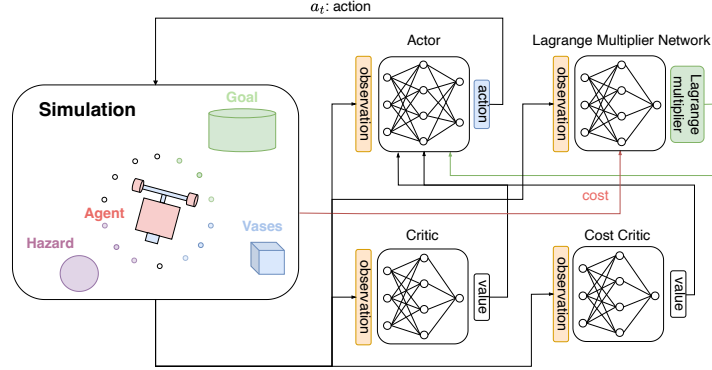 a_t: action
Actor
Lagrange Multiplier Network
Simulation
Goal
observation
action
observation
Lagrange
multiplier
Agent
cost
Hazard
Vases
Critic
Cost Critic
observation
value
observation
value